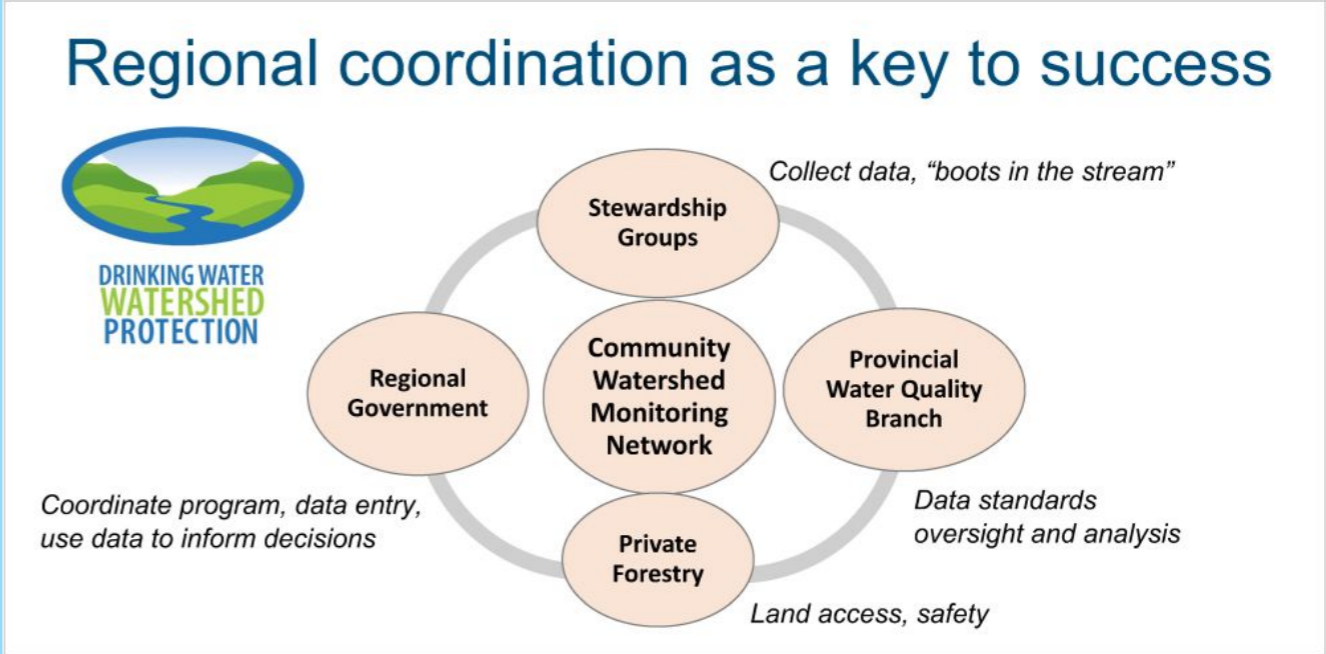 Regional coordination as a key to success
DRINKING WATER
WATERSHED
PROTECTION
Stewardship
Groups
Collect data, “boots in the stream”
Regional
Government
Community
Watershed
Monitoring
Network
Provincial
Water Quality
Branch
Coordinate program, data entry,
use data to inform decisions
Data standards
oversight and analysis
Private
Forestry
Land access, safety